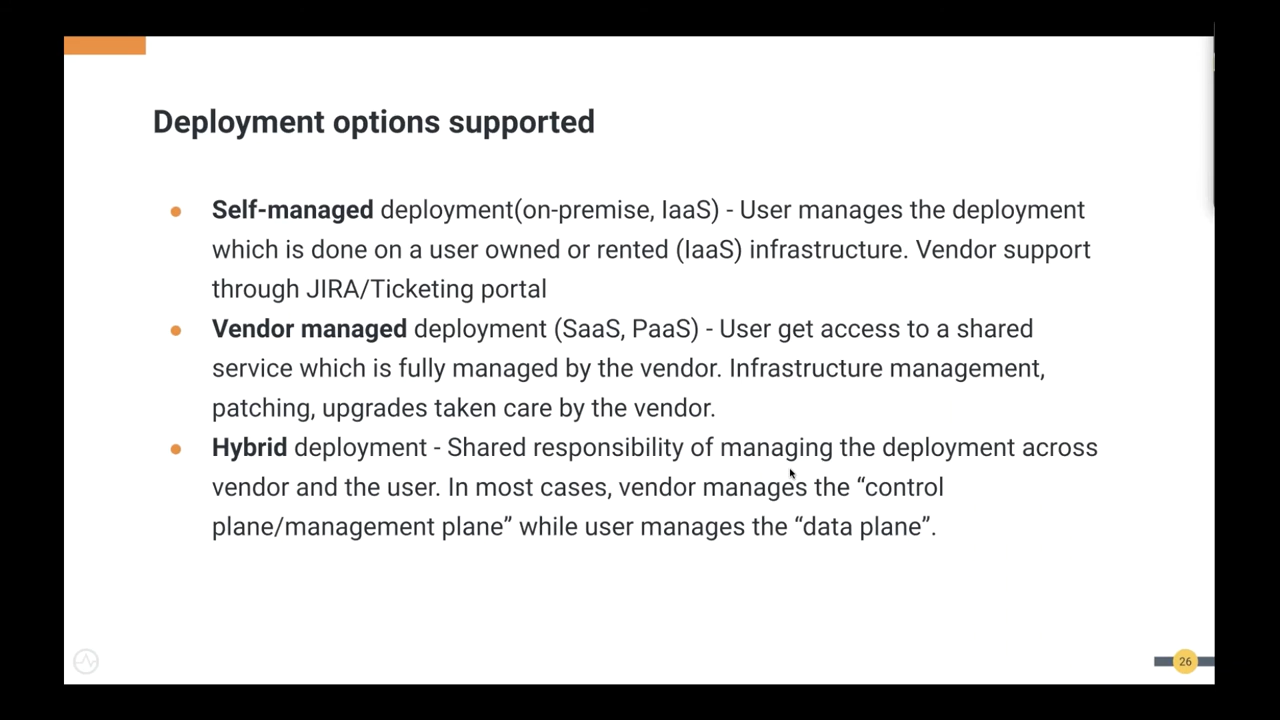 Deployment options supported
● Self-managed deployment(on-premise, IaaS) - User manages the deployment
which is done on a user owned or rented (IaaS) infrastructure. Vendor support
through JIRA/Ticketing portal
● Vendor managed deployment (SaaS, PaaS) - User get access to a shared
service which is fully managed by the vendor. Infrastructure management,
patching, upgrades taken care by the vendor.
● Hybrid deployment - Shared responsibility of managing the deployment across
vendor and the user. In most cases, vendor manages the “control
plane/management plane” while user manages the “data plane”.
26